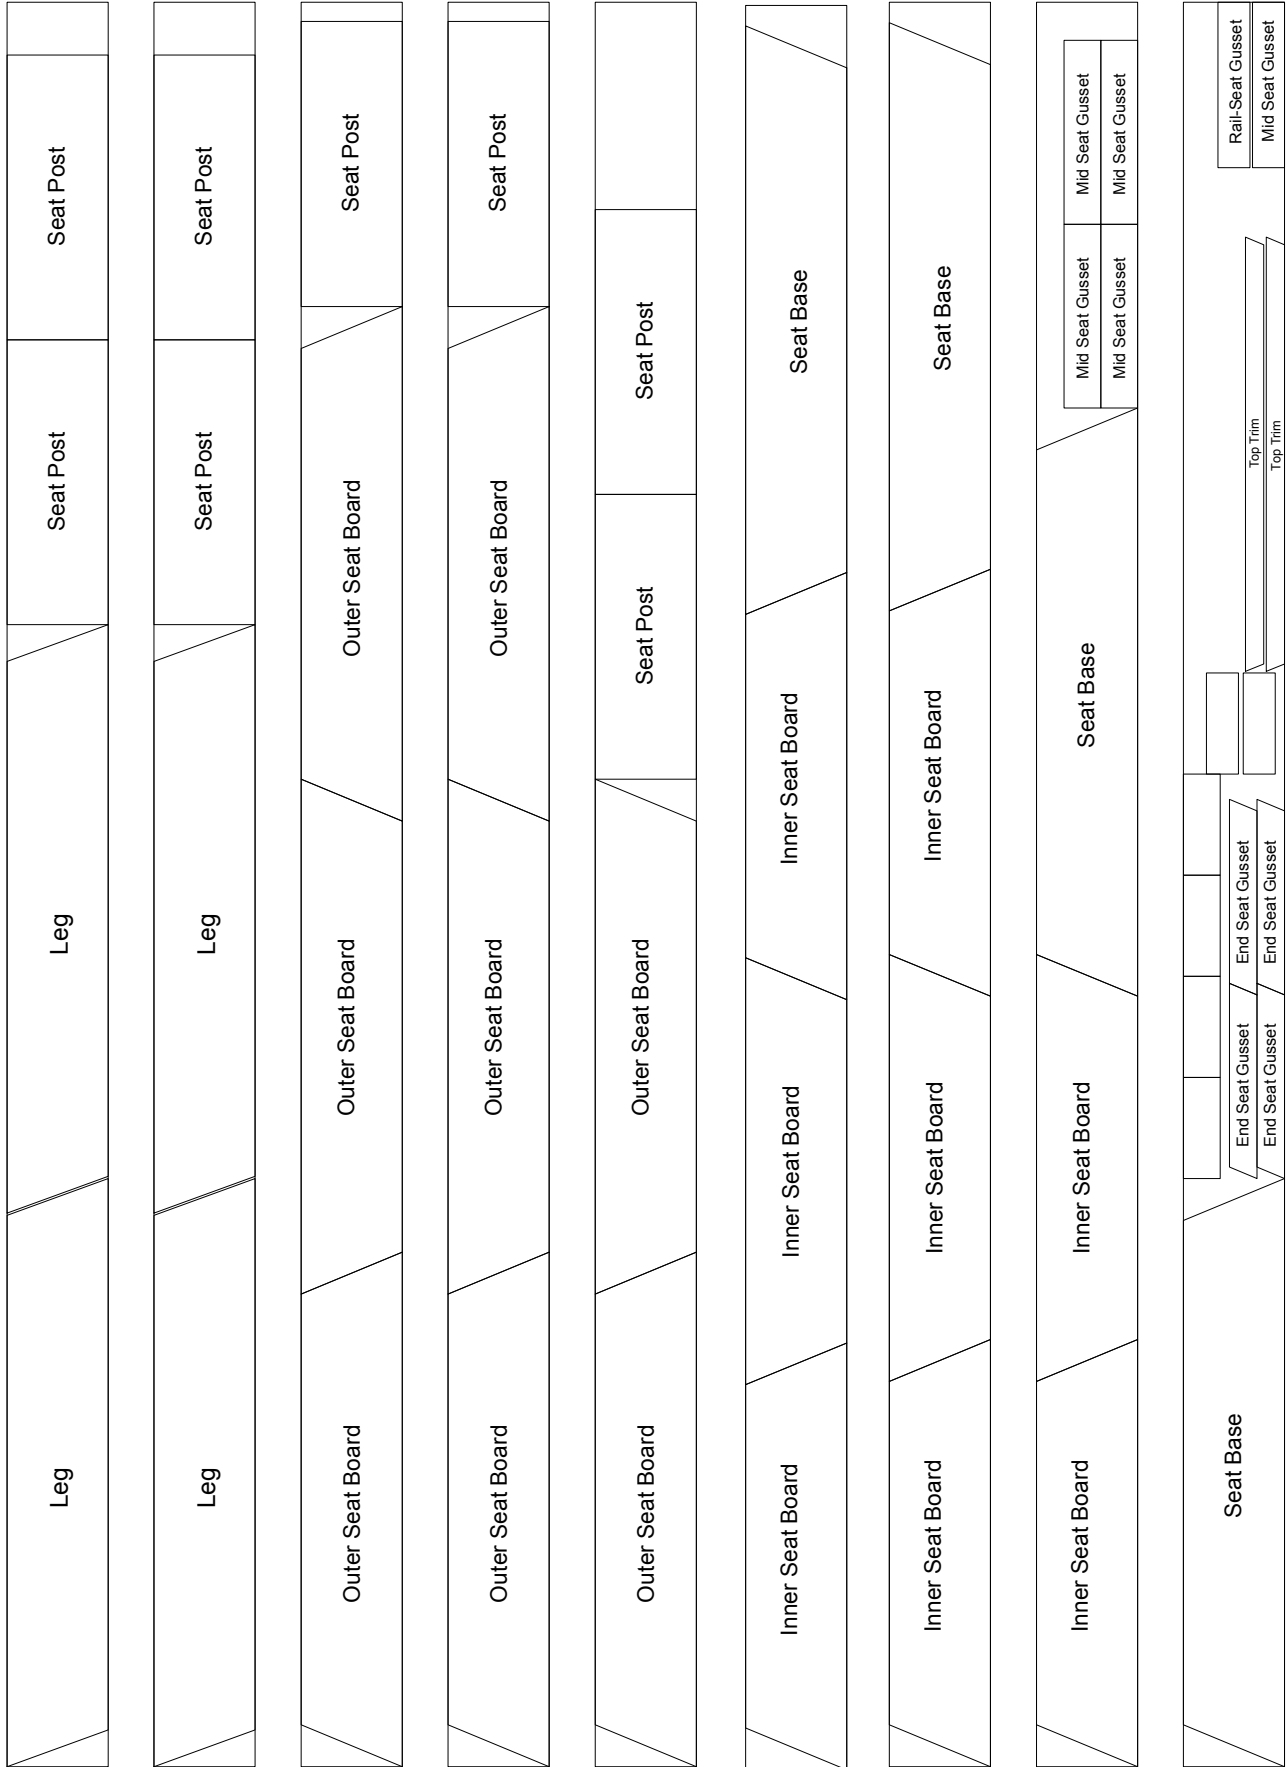 Seat Post
Seat Post
Leg
Leg
Seat Post
Seat Post
Leg
Leg
Seat Post
Outer Seat Board
Outer Seat Board
Outer Seat Board
Seat Post
Outer Seat Board
Outer Seat Board
Outer Seat Board
Seat Post
Seat Post
Outer Seat Board
Outer Seat Board
Seat Base
Inner Seat Board
Inner Seat Board
Inner Seat Board
Seat Base
Inner Seat Board
Inner Seat Board
Inner Seat Board
Mid Seat Gusset
Mid Seat Gusset
Mid Seat Gusset
Mid Seat Gusset
Seat Base
Inner Seat Board
Inner Seat Board
Rail-Seat Gusset
Mid Seat Gusset
Top Trim
Top Trim
End Seat Gusset
End Seat Gusset
End Seat Gusset
End Seat Gusset
Seat Base